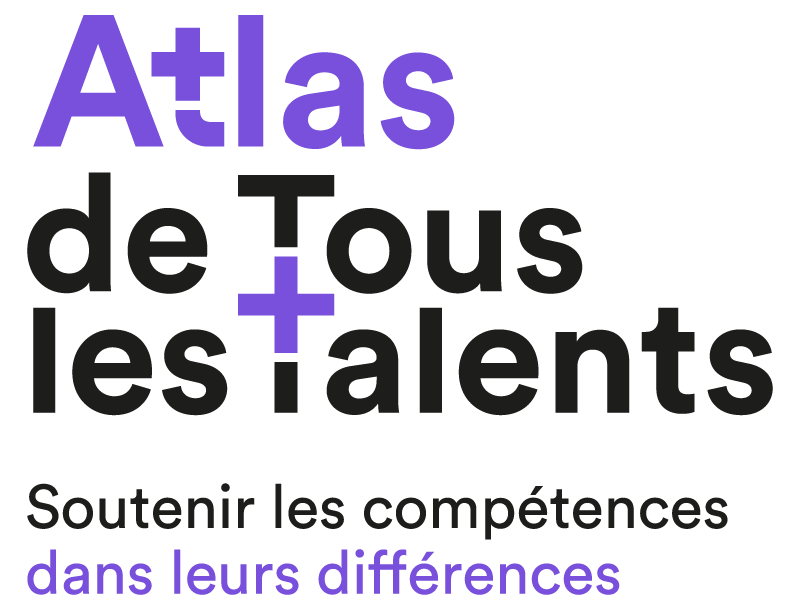 Atlas
de Tous
les Talents
Soutenir les compétences
dans leurs différences